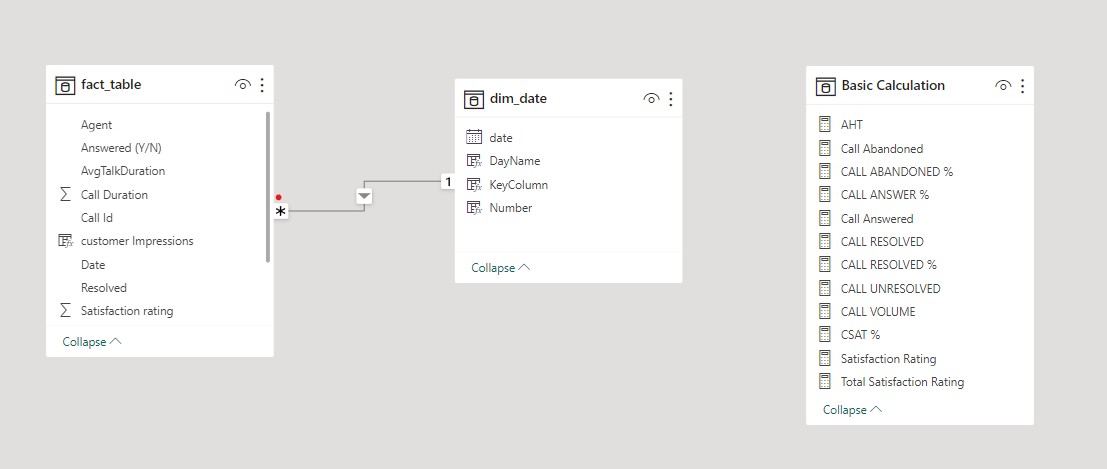 fact_table
Agent
Answered (Y/N)
AvgTalkDuration
Call Duration
Call Id
customer Impressions
Date
Resolved
Satisfaction rating
Collapse
*
1
dim_date
date
DayName
KeyColumn
Number
Collapse
Basic Calculation
AHT
Call Abandoned
CALL ABANDONED %
CALL ANSWER %
Call Answered
CALL RESOLVED
CALL RESOLVED %
CALL UNRESOLVED
CALL VOLUME
CSAT %
Satisfaction Rating
Total Satisfaction Rating
Collapse